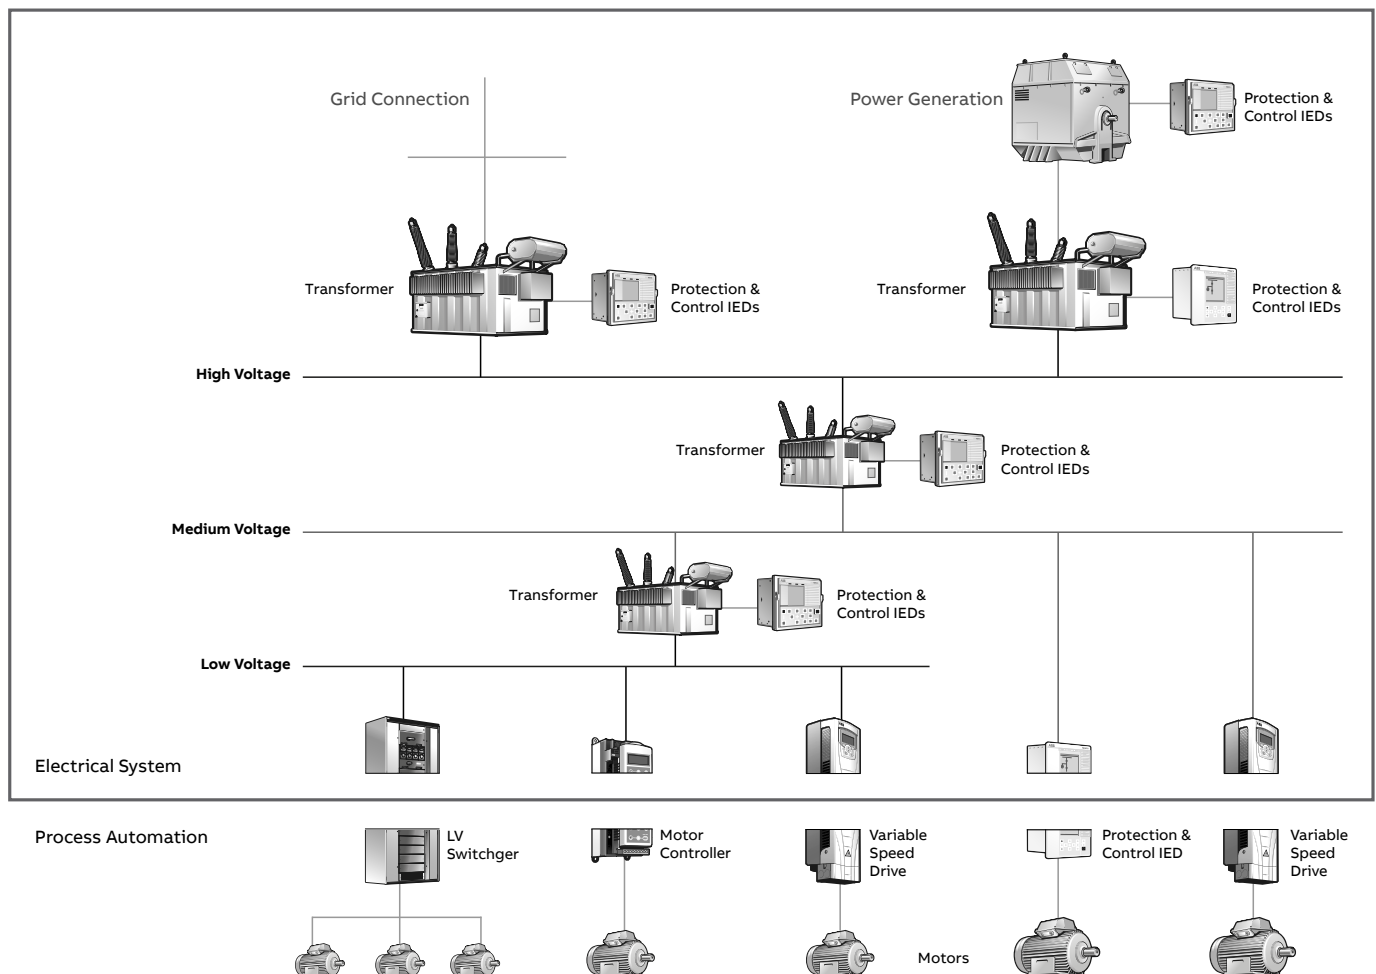 Grid Connection
Power Generation
Protection &
Control IEDs
Transformer
Protection &
Control IEDs
Transformer
Protection &
Control IEDs
High Voltage
Transformer
Protection &
Control IEDs
Medium Voltage
Transformer
Protection &
Control IEDs
Low Voltage
Electrical System
Process Automation
LV
Switchger
Motor
Controller
Variable
Speed
Drive
Protection &
Control IED
Variable
Speed
Drive
Motors